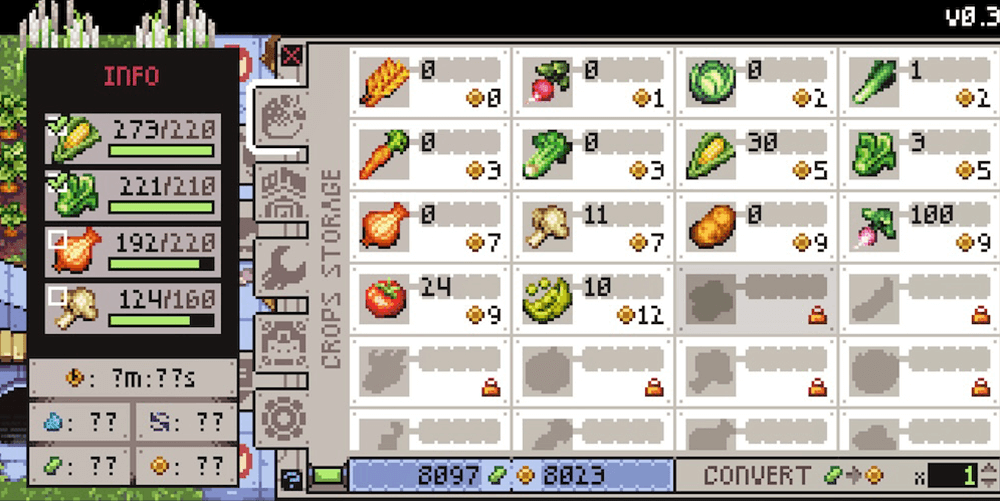 v0.3
INFO
273/220
221/210
192/220
124/160
: ?m:??s
: ?? : ??
: ?? : ??
CROPS STORAGE
0 0 0 1
0 1 2 2
0 0 30 3
3 3 5 5
0 11 0 100
7 7 9 9
24 10
9 12
? 8097 8023 CONVERT x 1